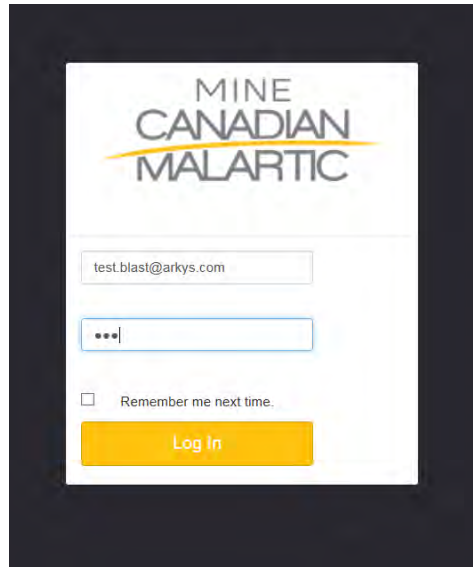 MINE
CANADIAN
MALARTIC
test.blast@arkys.com
•••
Remember me next time.
Log In